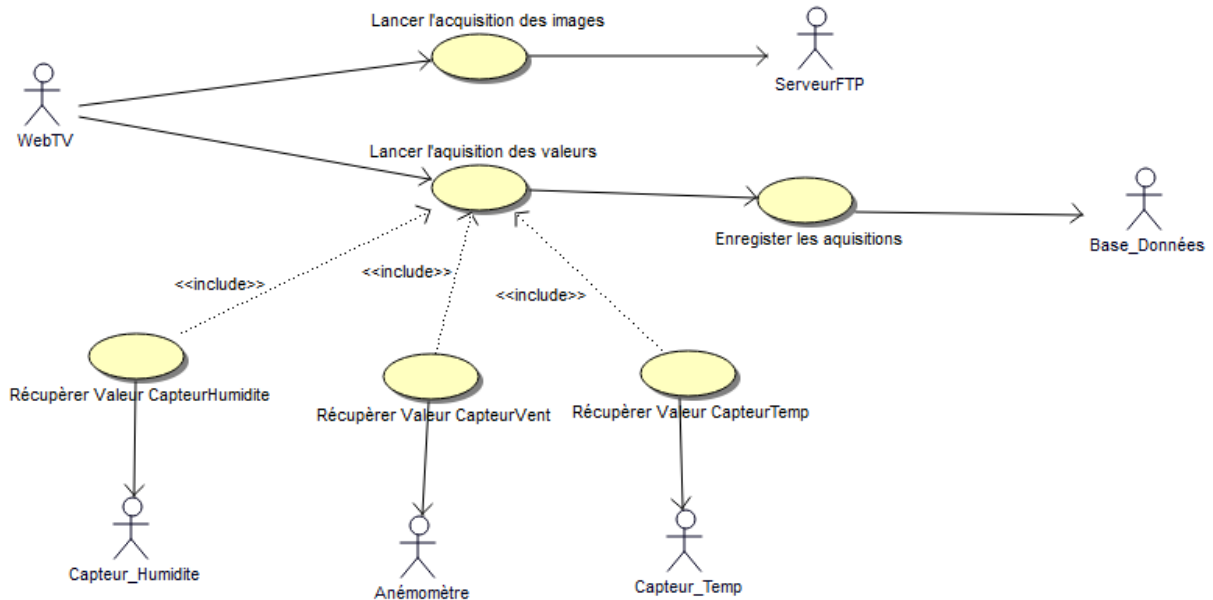 Lancer l'acquisition des images
ServeurFTP
WebTV
Lancer l'aquisition des valeurs
Enregister les aquisitions
Base_Données
<<include>>
<<include>>
<<include>>
Récupèrer Valeur CapteurHumidite
Récupèrer Valeur CapteurVent
Récupèrer Valeur CapteurTemp
Capteur_Humidite
Anémomètre
Capteur_Temp